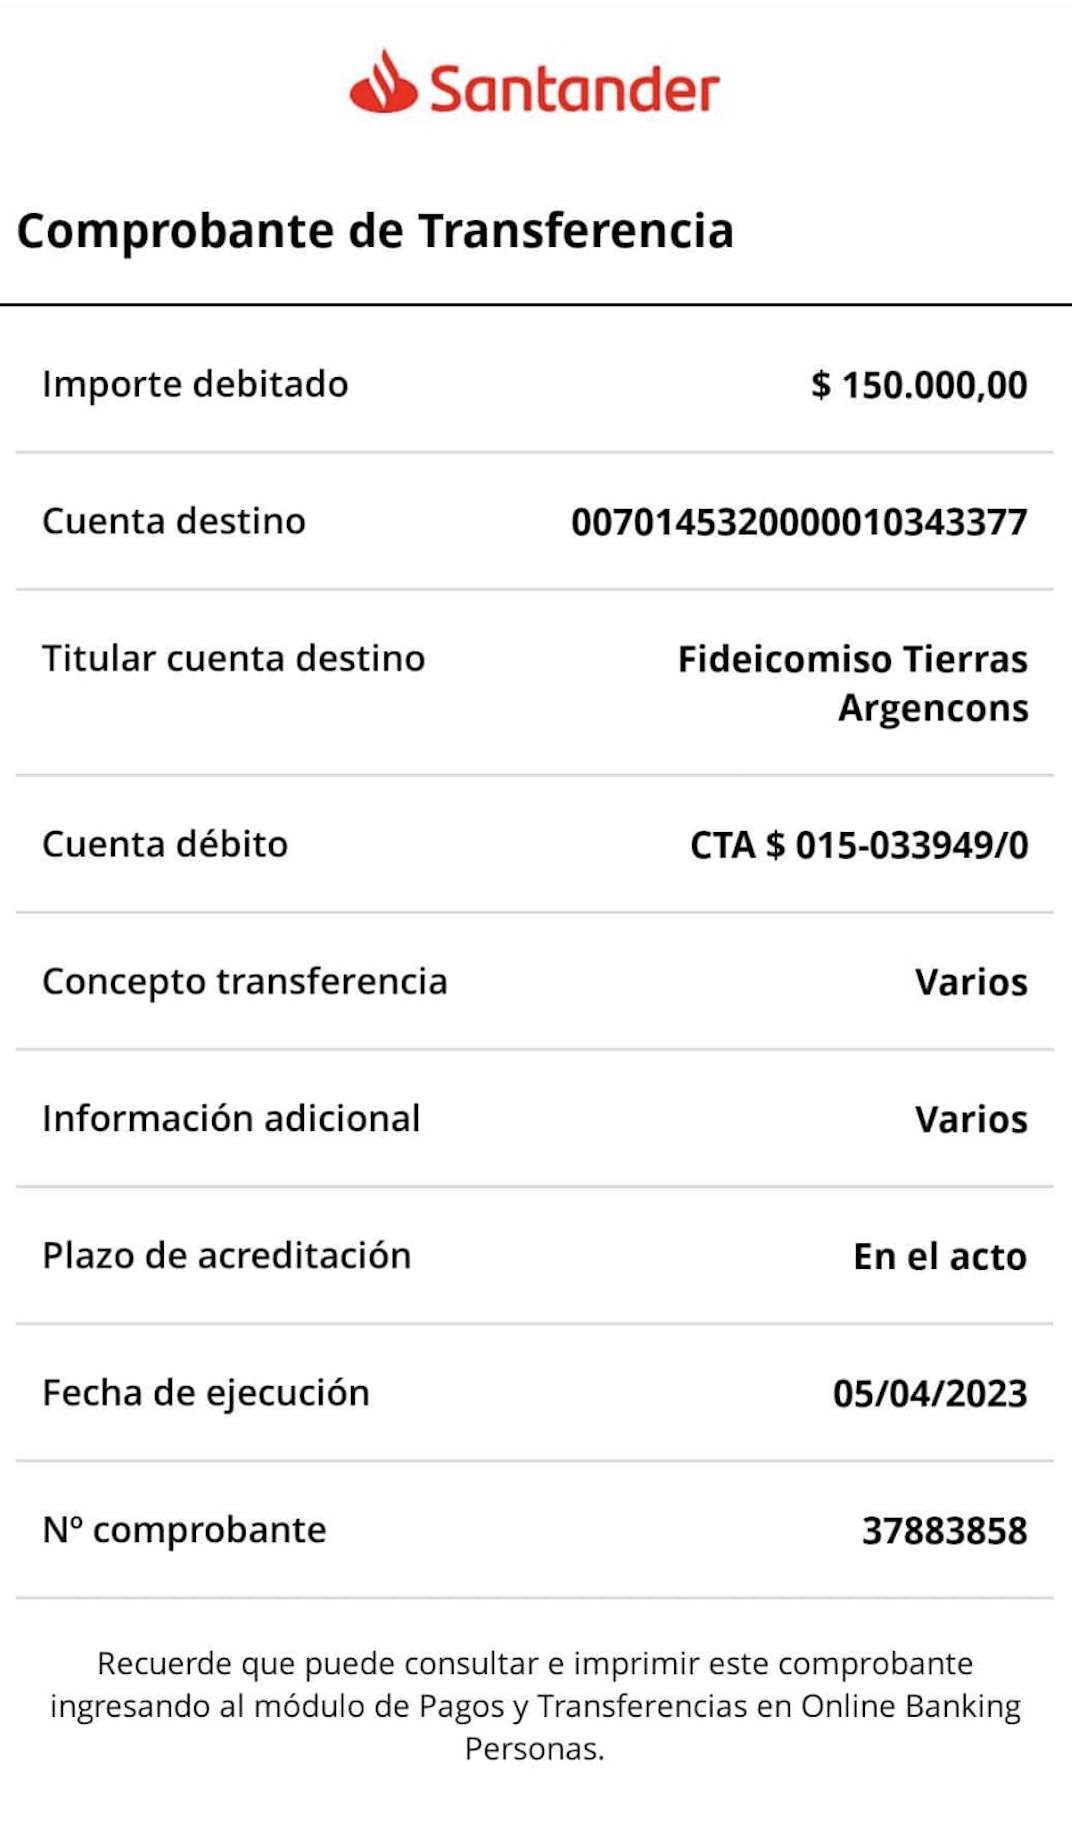 Santander
Comprobante de Transferencia
Importe debitado $ 150.000,00
Cuenta destino 0070145320000010343377
Titular cuenta destino Fideicomiso Tierras
Argencons
Cuenta débito CTA $ 015-033949/0
Concepto transferencia Varios
Información adicional Varios
Plazo de acreditación En el acto
Fecha de ejecución 05/04/2023
Nº comprobante 37883858
Recuerde que puede consultar e imprimir este comprobante
ingresando al módulo de Pagos y Transferencias en Online Banking
Personas.